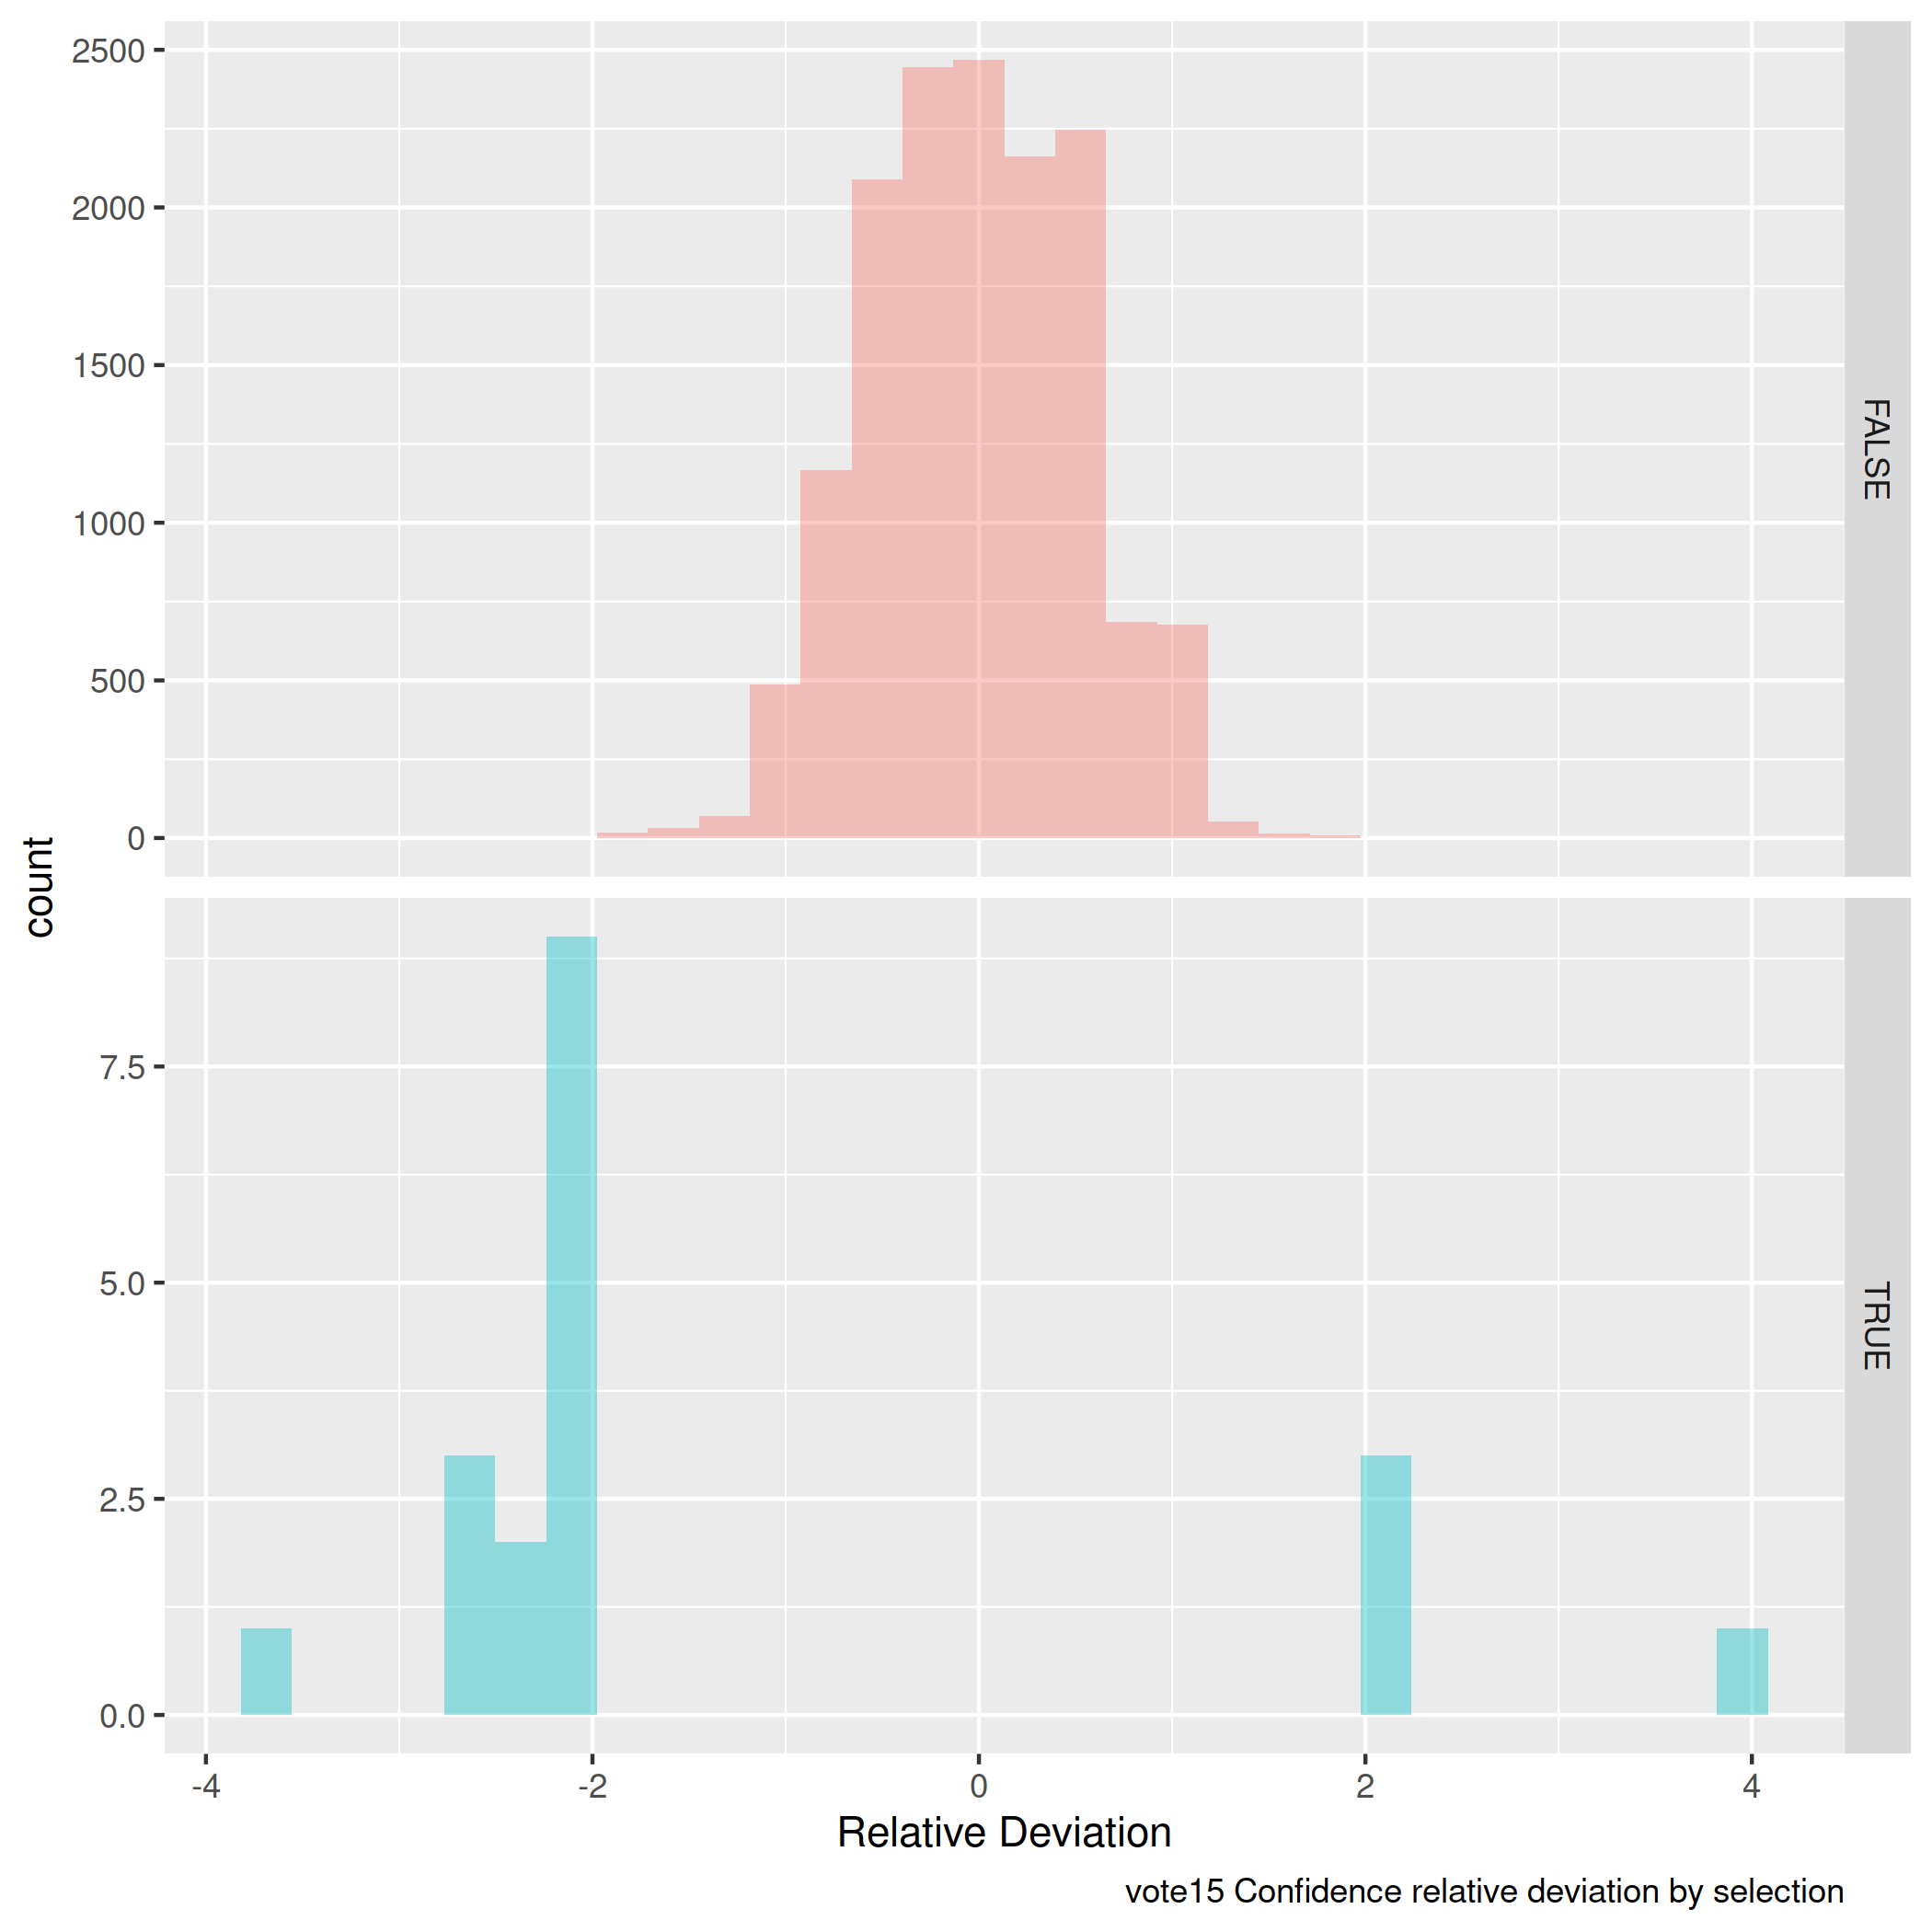 2500
2000
1500
1000
500
0
FALSE
count
7.5
5.0
2.5
0.0
TRUE
-4 -2 0 2 4
Relative Deviation
vote15 Confidence relative deviation by selection